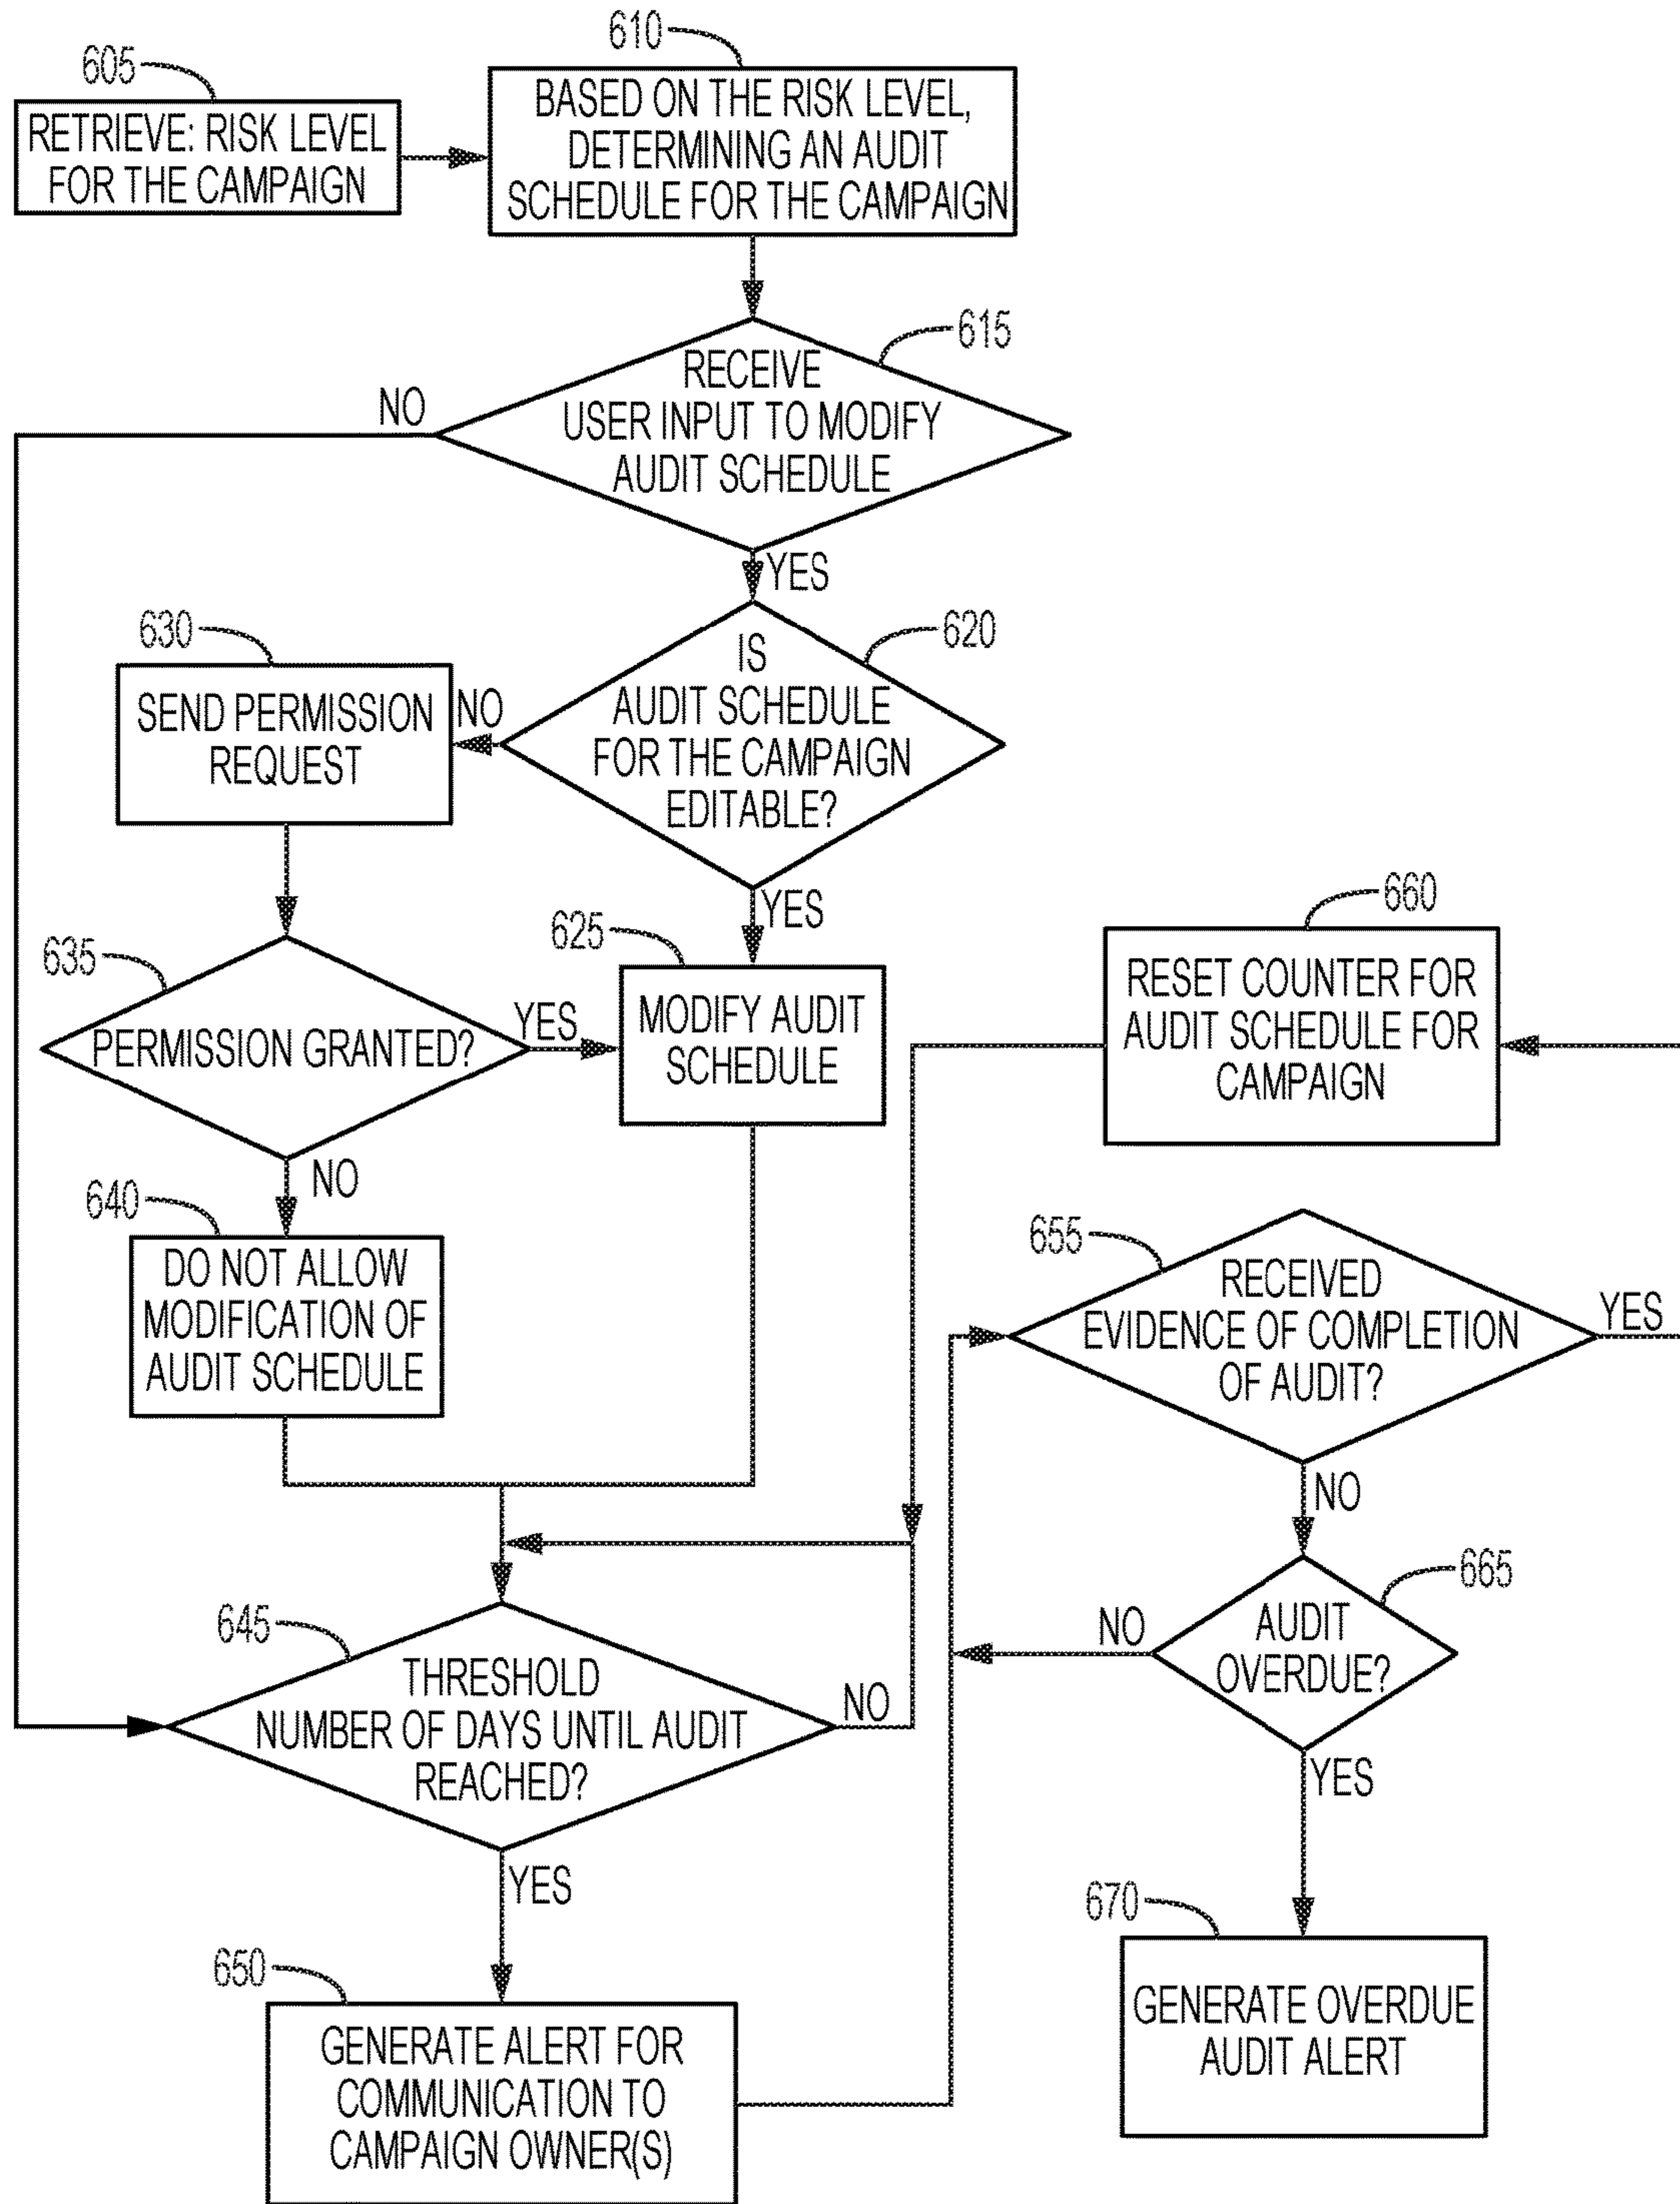 605
RETRIEVE: RISK LEVEL
FOR THE CAMPAIGN
610
BASED ON THE RISK LEVEL,
DETERMINING AN AUDIT
SCHEDULE FOR THE CAMPAIGN
615
RECEIVE
USER INPUT TO MODIFY
AUDIT SCHEDULE
NO
YES
620
IS
AUDIT SCHEDULE
FOR THE CAMPAIGN
EDITABLE?
NO
YES
630
SEND PERMISSION
REQUEST
635
PERMISSION GRANTED?
YES
NO
625
MODIFY AUDIT
SCHEDULE
640
DO NOT ALLOW
MODIFICATION OF
AUDIT SCHEDULE
645
THRESHOLD
NUMBER OF DAYS UNTIL AUDIT
REACHED?
NO
YES
650
GENERATE ALERT FOR
COMMUNICATION TO
CAMPAIGN OWNER(S)
660
RESET COUNTER FOR
AUDIT SCHEDULE FOR
CAMPAIGN
655
RECEIVED
EVIDENCE OF COMPLETION
OF AUDIT?
YES
NO
665
AUDIT
OVERDUE?
NO
YES
670
GENERATE OVERDUE
AUDIT ALERT